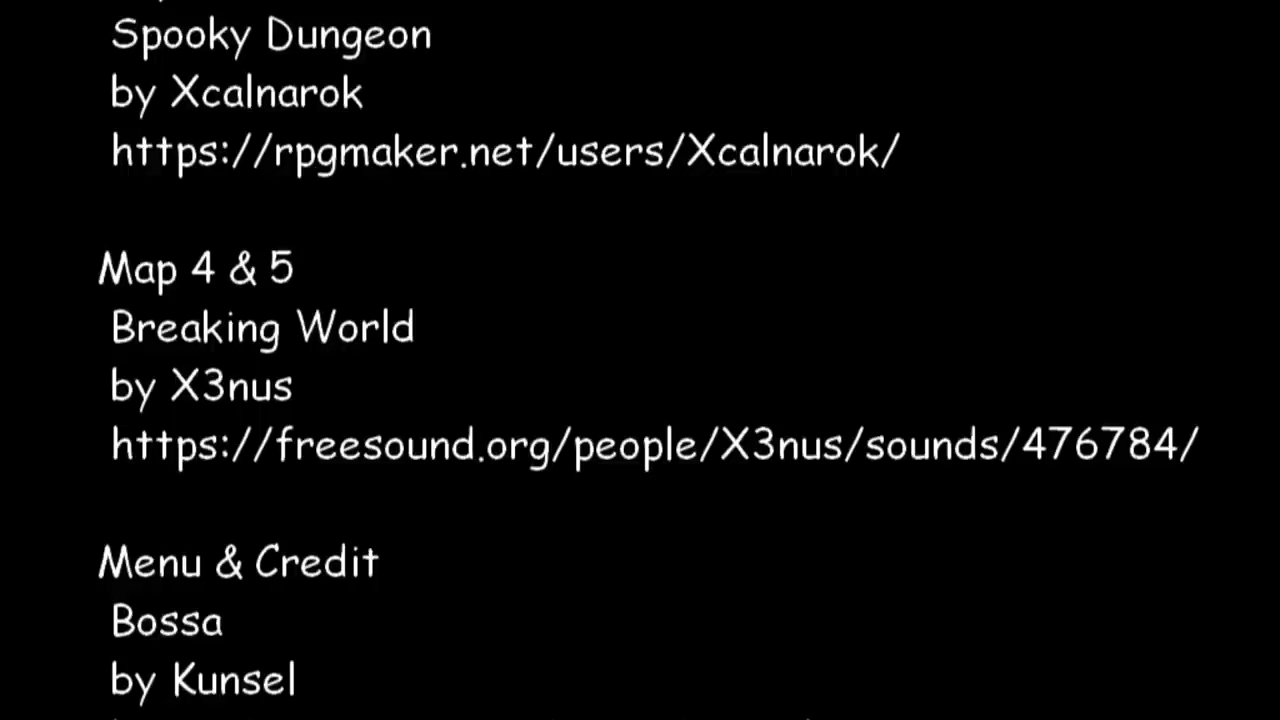 Spooky Dungeon
by Xcalnarok
https://rpgmaker.net/users/Xcalnarok/
Map 4 & 5
Breaking World
by X3nus
https://freesound.org/people/X3nus/sounds/476784/
Menu & Credit
Bossa
by Kunsel